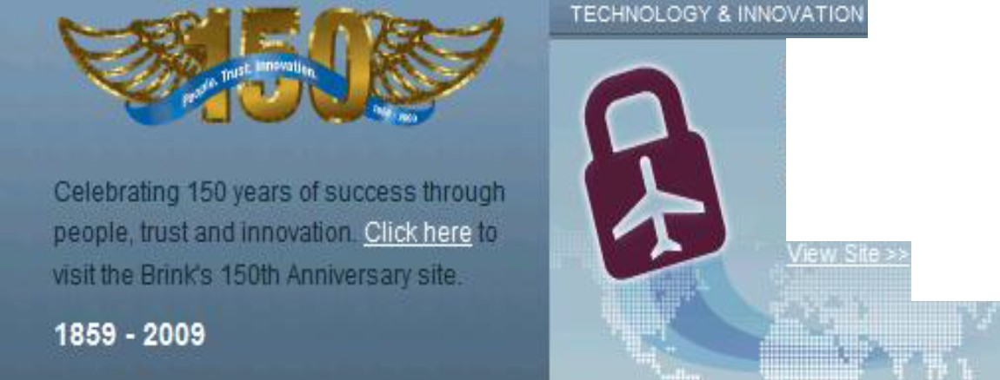 150
People. Trust. Innovation.
1859 - 2009
Celebrating 150 years of success through
people, trust and innovation. Click here to
visit the Brink's 150th Anniversary site.
1859 - 2009
TECHNOLOGY & INNOVATION
View Site >>